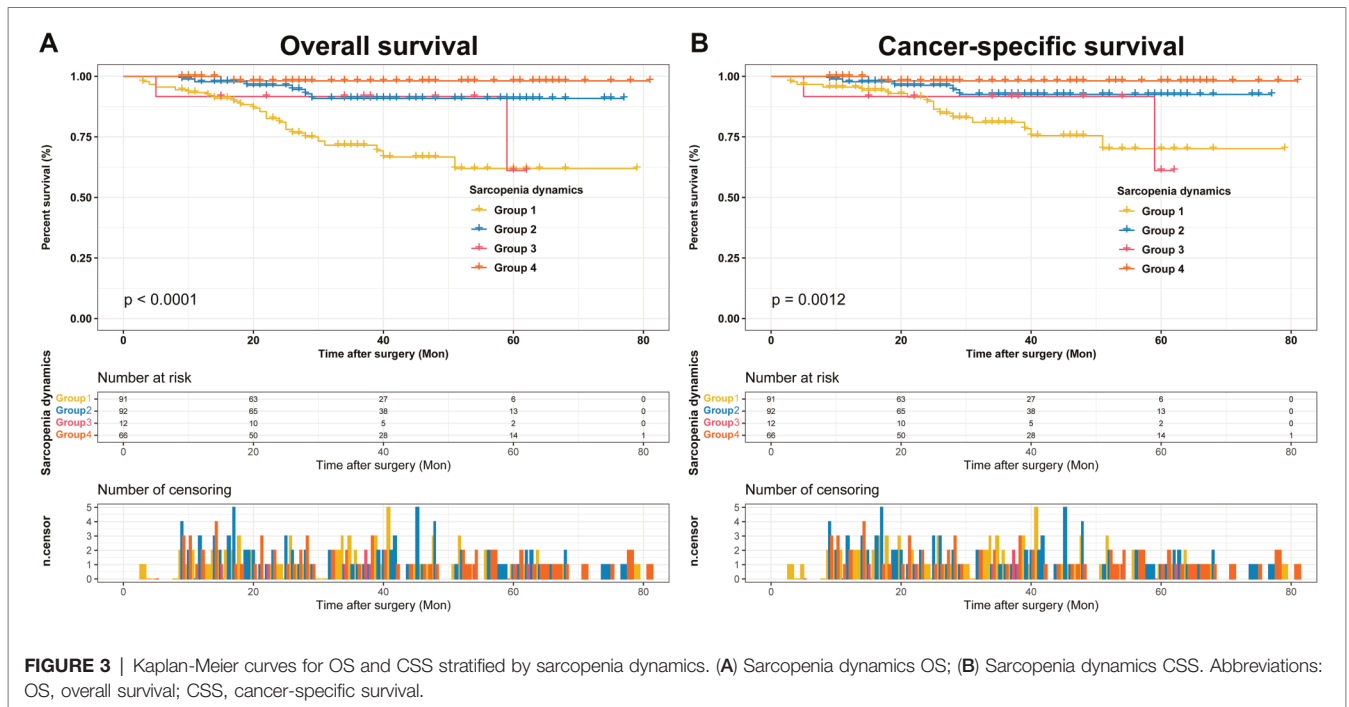 A Overall survival
1.00
0.75
0.50
0.25
0.00
Percent survival (%)
Sarcopenia dynamics
Group 1
Group 2
Group 3
Group 4
p < 0.0001
0 20 40 60 80
Time after surgery (Mon)
Number at risk
Sarcopenia dynamics
Group1 91 63 27 6 0
Group2 92 65 38 13 0
Group3 12 10 5 2 0
Group4 66 50 28 14 1
0 20 40 60 80
Time after surgery (Mon)
Number of censoring
n.censor
5
4
3
2
1
0
0 20 40 60 80
Time after surgery (Mon)
B Cancer-specific survival
1.00
0.75
0.50
0.25
0.00
Percent survival (%)
Sarcopenia dynamics
Group 1
Group 2
Group 3
Group 4
p = 0.0012
0 20 40 60 80
Time after surgery (Mon)
Number at risk
Sarcopenia dynamics
Group1 91 63 27 6 0
Group2 92 65 38 13 0
Group3 12 10 5 2 0
Group4 66 50 28 14 1
0 20 40 60 80
Time after surgery (Mon)
Number of censoring
n.censor
5
4
3
2
1
0
0 20 40 60 80
Time after surgery (Mon)
FIGURE 3 | Kaplan-Meier curves for OS and CSS stratified by sarcopenia dynamics. (A) Sarcopenia dynamics OS; (B) Sarcopenia dynamics CSS. Abbreviations:
OS, overall survival; CSS, cancer-specific survival.